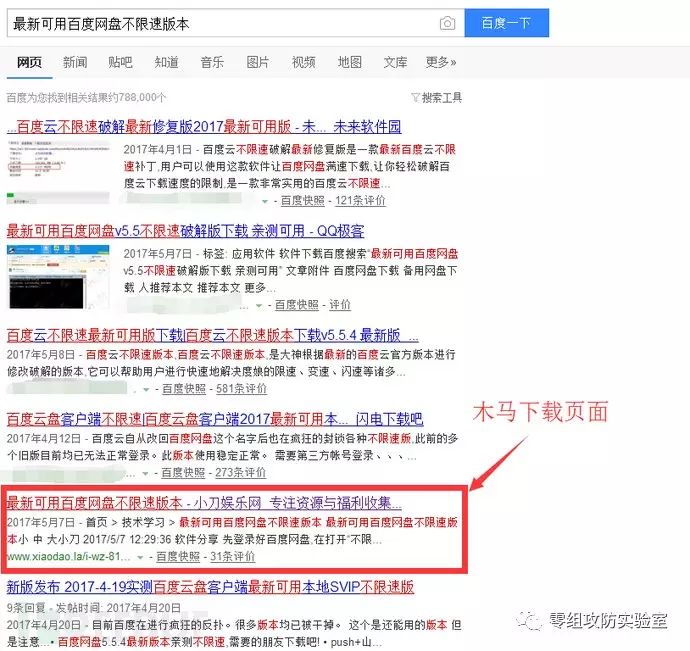 最新可用百度网盘不限速版本
百度一下
网页 新闻 贴吧 知道 音乐 图片 视频 地图 文库 更多»
百度为您找到相关结果约788,000个
搜索工具
...百度云不限速破解最新修复版2017最新可用版 - 未... 未来软件园
2017年4月1日 - 百度云不限速破解最新修复版是一款最新百度云不限
速补丁,用户可以使用这款软件让百度网盘满速下载,让你轻松破解百
度云下载速度的限制,是一款非常实用的百度云不限速...
- 百度快照 - 121条评价
最新可用百度网盘v5.5不限速破解版下载 亲测可用 - QQ极客
2017年5月7日 - 标签: 应用软件 软件下载百度搜索“最新可用百度网盘
v5.5不限速破解版下载 亲测可用” 文章附件 百度网盘下载 备用网盘下
载 人推荐本文 推荐本文 更多...
- 百度快照 - 评价
百度云不限速最新可用版下载|百度云不限速版本下载v5.5.4 最新版 ...
2017年5月8日 - 百度云不限速版本,百度云不限速版本,是大神根据最新的百度云官方版本进行
修改破解的版本,它可以帮助用户进行快速地解决度娘的限速、变速、闪速等诸多...
... - 百度快照 - 581条评价
百度云盘客户端不限速|百度云盘客户端2017最新可用本... 闪电下载吧
2017年4月12日 - 百度云自从改回百度网盘这个名字后也在疯狂的封锁各种不限速版,此前的多
个旧版目前均已无法正常登录。此版本使用稳定正常。 需要第三方帐号登录、、、
... - 百度快照 - 273条评价
木马下载页面
最新可用百度网盘不限速版本 - 小刀娱乐网_专注资源与福利收集...
2017年5月7日 - 首页 > 技术学习 > 最新可用百度网盘不限速版本 最新可用百度网盘不限速版
本小 中 大小刀 2017/5/7 12:29:36 软件分享 先登录好百度网盘,在打开“不限...
www.xiaodao.la/i-wz-81... - 百度快照 - 31条评价
新版发布 2017-4-19实测百度云盘客户端最新可用本地SVIP不限速版
9条回复 - 发帖时间: 2017年4月20日
2017年4月20日 - 目前百度在进行疯狂的反扑。很多版本均已被干掉。 这个是还能用的版本 但
是注意...• 百度网盘5.5.4最新版本亲测不限速,需要的朋友下载吧! • push+山...
零组攻防实验室